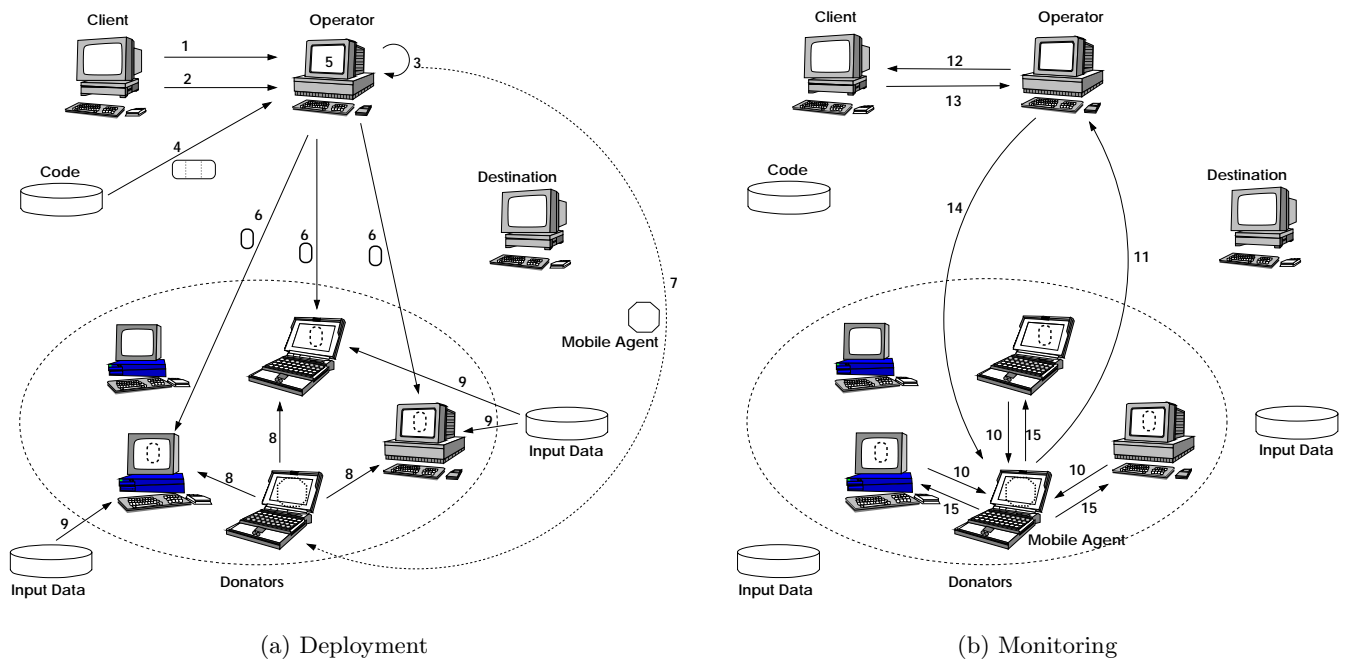 Client
Operator
1
5
3
2
4
Code
Destination
6
6
6
7
Mobile Agent
9
9
Input Data
8
8
8
9
Input Data
Donators
(a) Deployment
Client
Operator
12
13
Code
Destination
14
11
10
15
Input Data
10
10
15
15
Mobile Agent
Input Data
Donators
(b) Monitoring